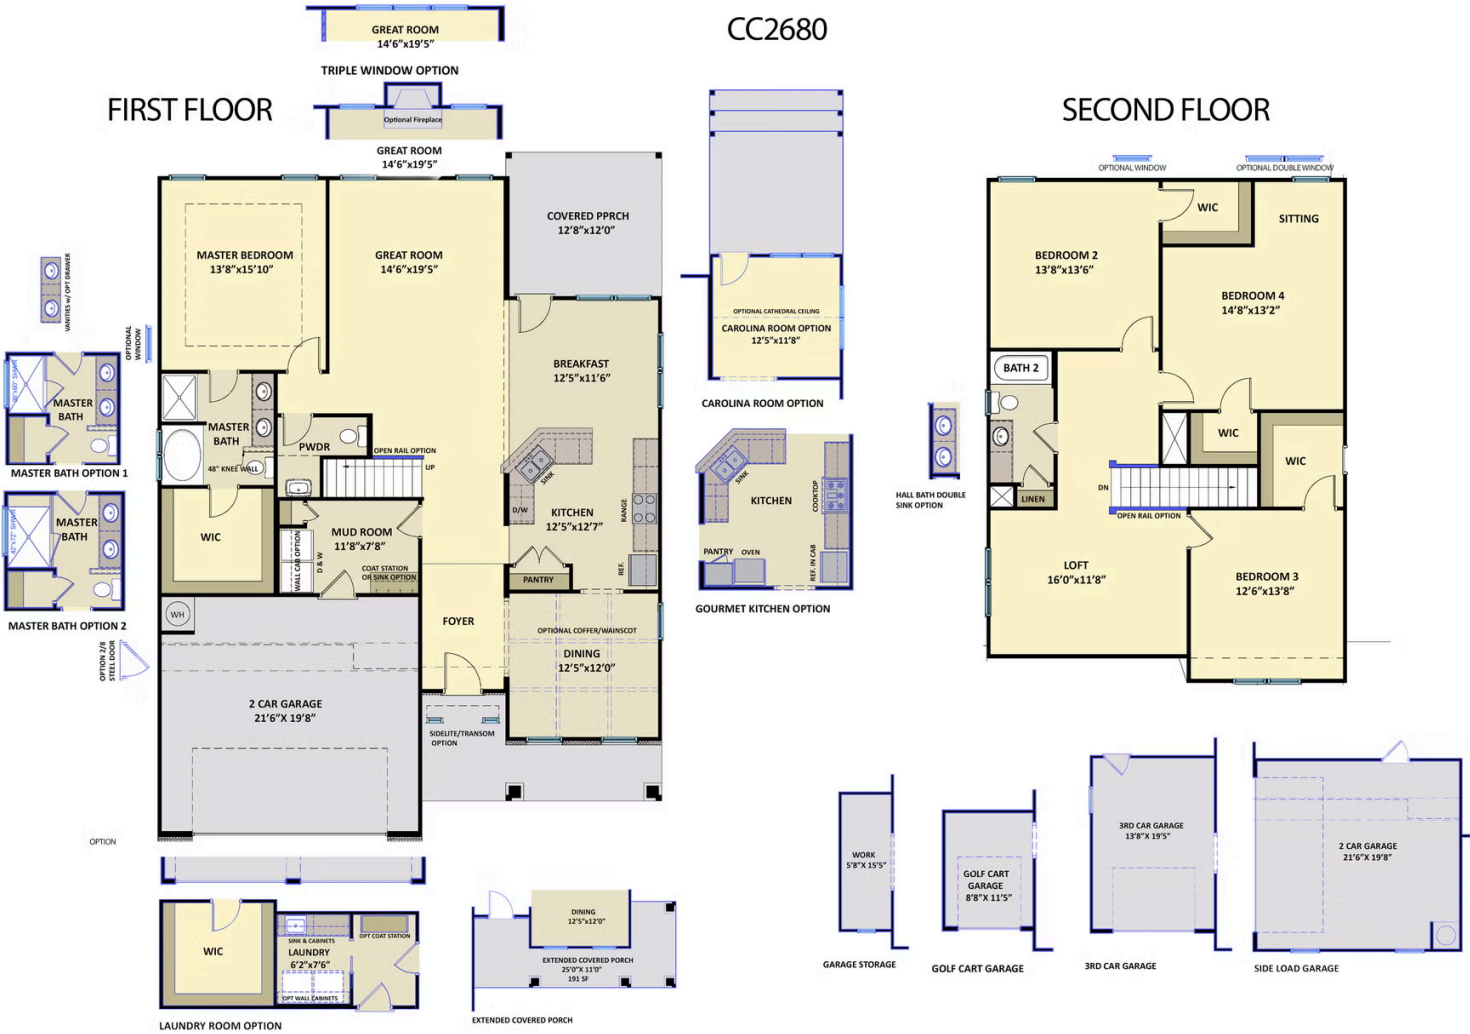 CC2680
FIRST FLOOR
SECOND FLOOR
GREAT ROOM
14'6"x19'5"
TRIPLE WINDOW OPTION
Optional Fireplace
GREAT ROOM
14'6"x19'5"
COVERED PPRCH
12'8"x12'0"
MASTER BEDROOM
13'8"x15'10"
GREAT ROOM
14'6"x19'5"
VANITIES w/ OPT DRAWER
OPTIONAL
WINDOW
MASTER
BATH
MASTER BATH OPTION 1
42"x72" SHWR
MASTER
BATH
MASTER BATH OPTION 2
OPTION 2/8
STEEL DOOR
MASTER
BATH
48" KNEE WALL
PWDR
OPEN RAIL OPTION
UP
BREAKFAST
12'5"x11'6"
SINK
D/W
KITCHEN
12'5"x12'7"
RANGE
REF.
PANTRY
WIC
MUD ROOM
11'8"x7'8"
WALL CAB OPTION
D & W
COAT STATION
OR SINK OPTION
WH
FOYER
OPTIONAL COFFER/WAINSCOT
DINING
12'5"x12'0"
2 CAR GARAGE
21'6"X 19'8"
SIDELITE/TRANSOM
OPTION
OPTION
WIC
SINK & CABINETS
LAUNDRY
6'2"x7'6"
OPT WALL CABINETS
OPT COAT STATION
LAUNDRY ROOM OPTION
DINING
12'5"x12'0"
EXTENDED COVERED PORCH
25'0"X 11'0"
191 SF
EXTENDED COVERED PORCH
OPTIONAL CATHEDRAL CEILING
CAROLINA ROOM OPTION
12'5"x11'8"
CAROLINA ROOM OPTION
SINK
KITCHEN
COOKTOP
PANTRY
OVEN
REF. IN CAB
GOURMET KITCHEN OPTION
HALL BATH DOUBLE
SINK OPTION
OPTIONAL WINDOW
OPTIONAL DOUBLE WINDOW
WIC
SITTING
BEDROOM 2
13'8"x13'6"
BEDROOM 4
14'8"x13'2"
BATH 2
WIC
WIC
LINEN
DN
OPEN RAIL OPTION
LOFT
16'0"x11'8"
BEDROOM 3
12'6"x13'8"
WORK
5'8"X 15'5"
GARAGE STORAGE
GOLF CART
GARAGE
8'8"X 11'5"
GOLF CART GARAGE
3RD CAR GARAGE
13'8"X 19'5"
3RD CAR GARAGE
2 CAR GARAGE
21'6"X 19'8"
SIDE LOAD GARAGE